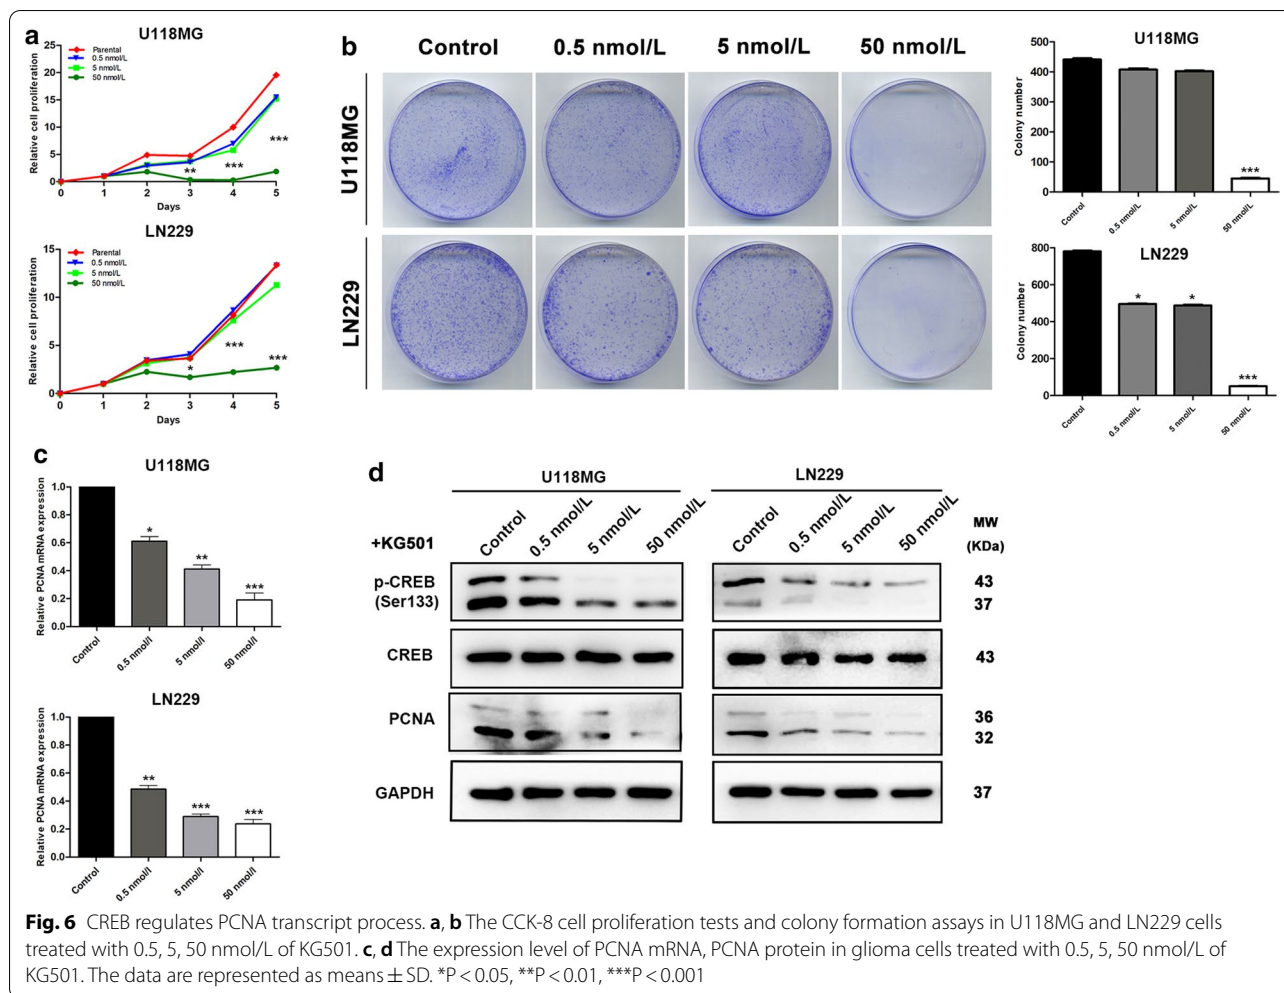 a
U118MG
Parental
0.5 nmol/L
5 nmol/L
50 nmol/L
Relative cell proliferation
25
20
15
10
5
0
***
***
**
0 1 2 3 4 5
Days
LN229
Parental
0.5 nmol/L
5 nmol/L
50 nmol/L
Relative cell proliferation
15
10
5
0
***
***
*
0 1 2 3 4 5
Days
b
Control 0.5 nmol/L 5 nmol/L 50 nmol/L
U118MG
LN229
U118MG
Colony number
500
400
300
200
100
0
***
Control 0.5 nmol/L 5 nmol/L 50 nmol/L
LN229
Colony number
800
600
400
200
0
* * ***
Control 0.5 nmol/L 5 nmol/L 50 nmol/L
c
U118MG
Relative PCNA mRNA expression
1.0
0.8
0.6
0.4
0.2
0.0
* ** ***
Control 0.5 nmol/l 5 nmol/l 50 nmol/l
LN229
Relative PCNA mRNA expression
1.0
0.8
0.6
0.4
0.2
0.0
** *** ***
Control 0.5 nmol/l 5 nmol/l 50 nmol/l
d
U118MG LN229
+KG501 Control 0.5 nmol/L 5 nmol/L 50 nmol/L Control 0.5 nmol/L 5 nmol/L 50 nmol/L MW
(KDa)
p-CREB 43
(Ser133) 37
CREB 43
PCNA 36
32
GAPDH 37
Fig. 6 CREB regulates PCNA transcript process. a, b The CCK-8 cell proliferation tests and colony formation assays in U118MG and LN229 cells
treated with 0.5, 5, 50 nmol/L of KG501. c, d The expression level of PCNA mRNA, PCNA protein in glioma cells treated with 0.5, 5, 50 nmol/L of
KG501. The data are represented as means ± SD. *P < 0.05, **P < 0.01, ***P < 0.001